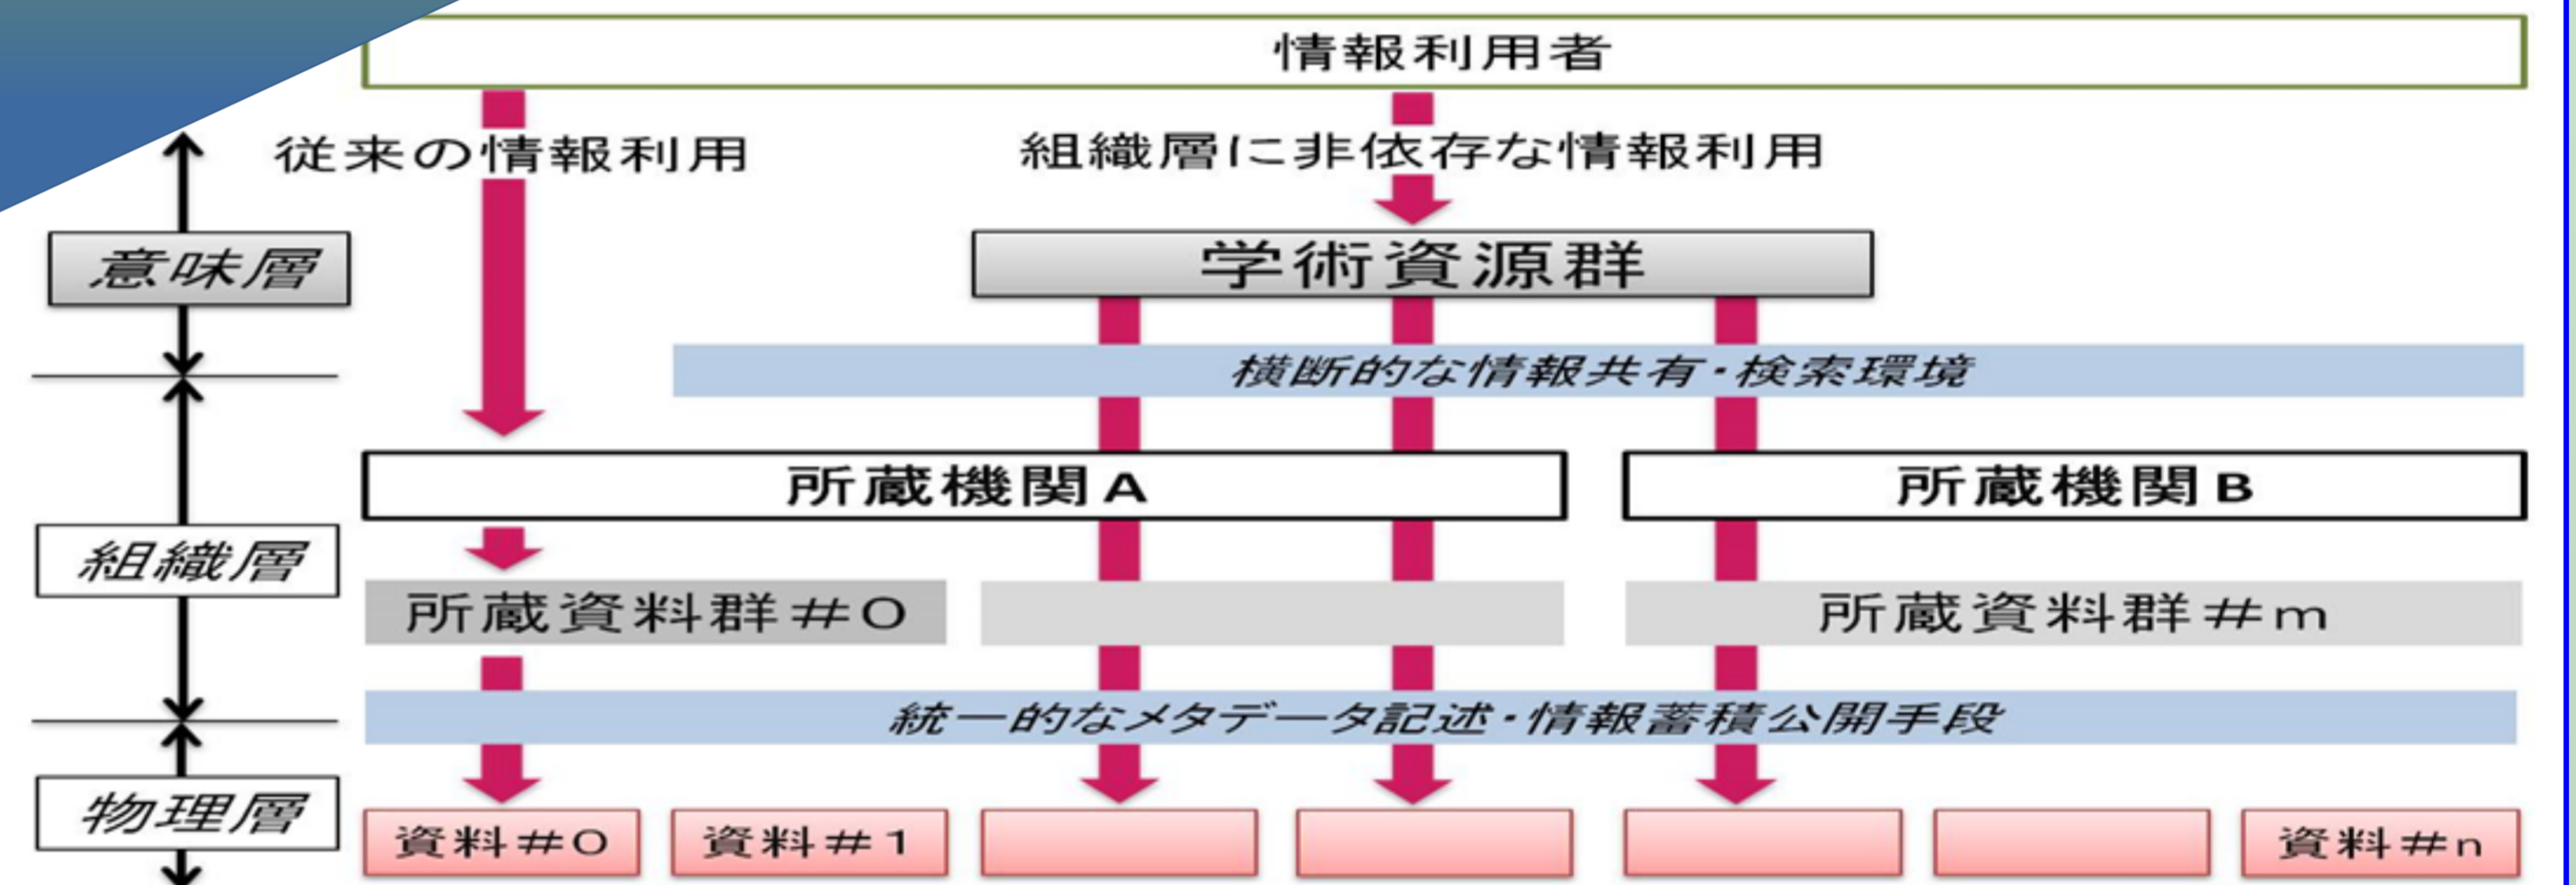 情報利用者
従来の情報利用
組織層に非依存な情報利用
意味層
学術資源群
横断的な情報共有・検索環境
所蔵機関A
所蔵機関B
組織層
所蔵資料群#0
所蔵資料群#m
統一的なメタデータ記述・情報蓄積公開手段
物理層
資料#0
資料#1
資料#n